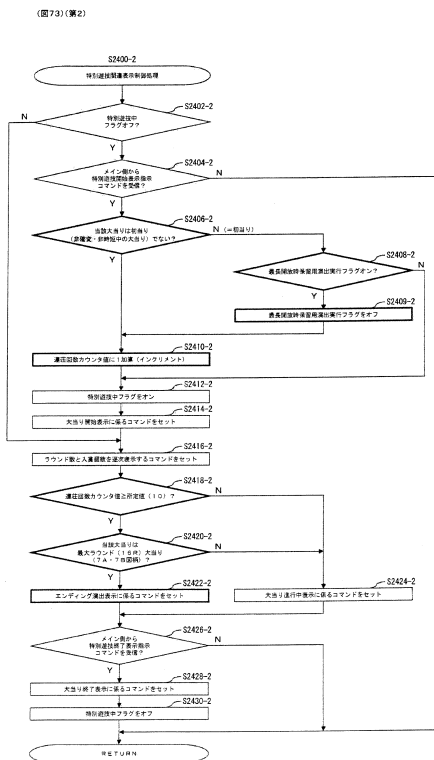 (図73)(第2)
S2400-2
特別遊技関連表示制御処理
S2402-2
N
特別遊技中
フラグオフ?
Y
S2404-2
メイン側から
特別遊技開始表示指示
コマンドを受信?
N
Y
S2406-2
当該大当りは初当り
(非確変・非時短中の大当り)でない?
N (=初当り)
Y
S2408-2
最長開放時保留用演出実行フラグオン?
N
Y
S2409-2
最長開放時保留用演出実行フラグをオフ
S2410-2
連荘回数カウンタ値に1加算(インクリメント)
S2412-2
特別遊技中フラグをオン
S2414-2
大当り開始表示に係るコマンドをセット
S2416-2
ラウンド数と入賞個数を逐次表示するコマンドをセット
S2418-2
連荘回数カウンタ値≧所定値(10)?
N
Y
S2420-2
当該大当りは
最大ラウンド(16R)大当り
(7A・7B図柄)?
N
Y
S2422-2
エンディング演出表示に係るコマンドをセット
S2424-2
大当り進行中表示に係るコマンドをセット
S2426-2
メイン側から
特別遊技終了表示指示
コマンドを受信?
N
Y
S2428-2
大当り終了表示に係るコマンドをセット
S2430-2
特別遊技中フラグをオフ
RETURN